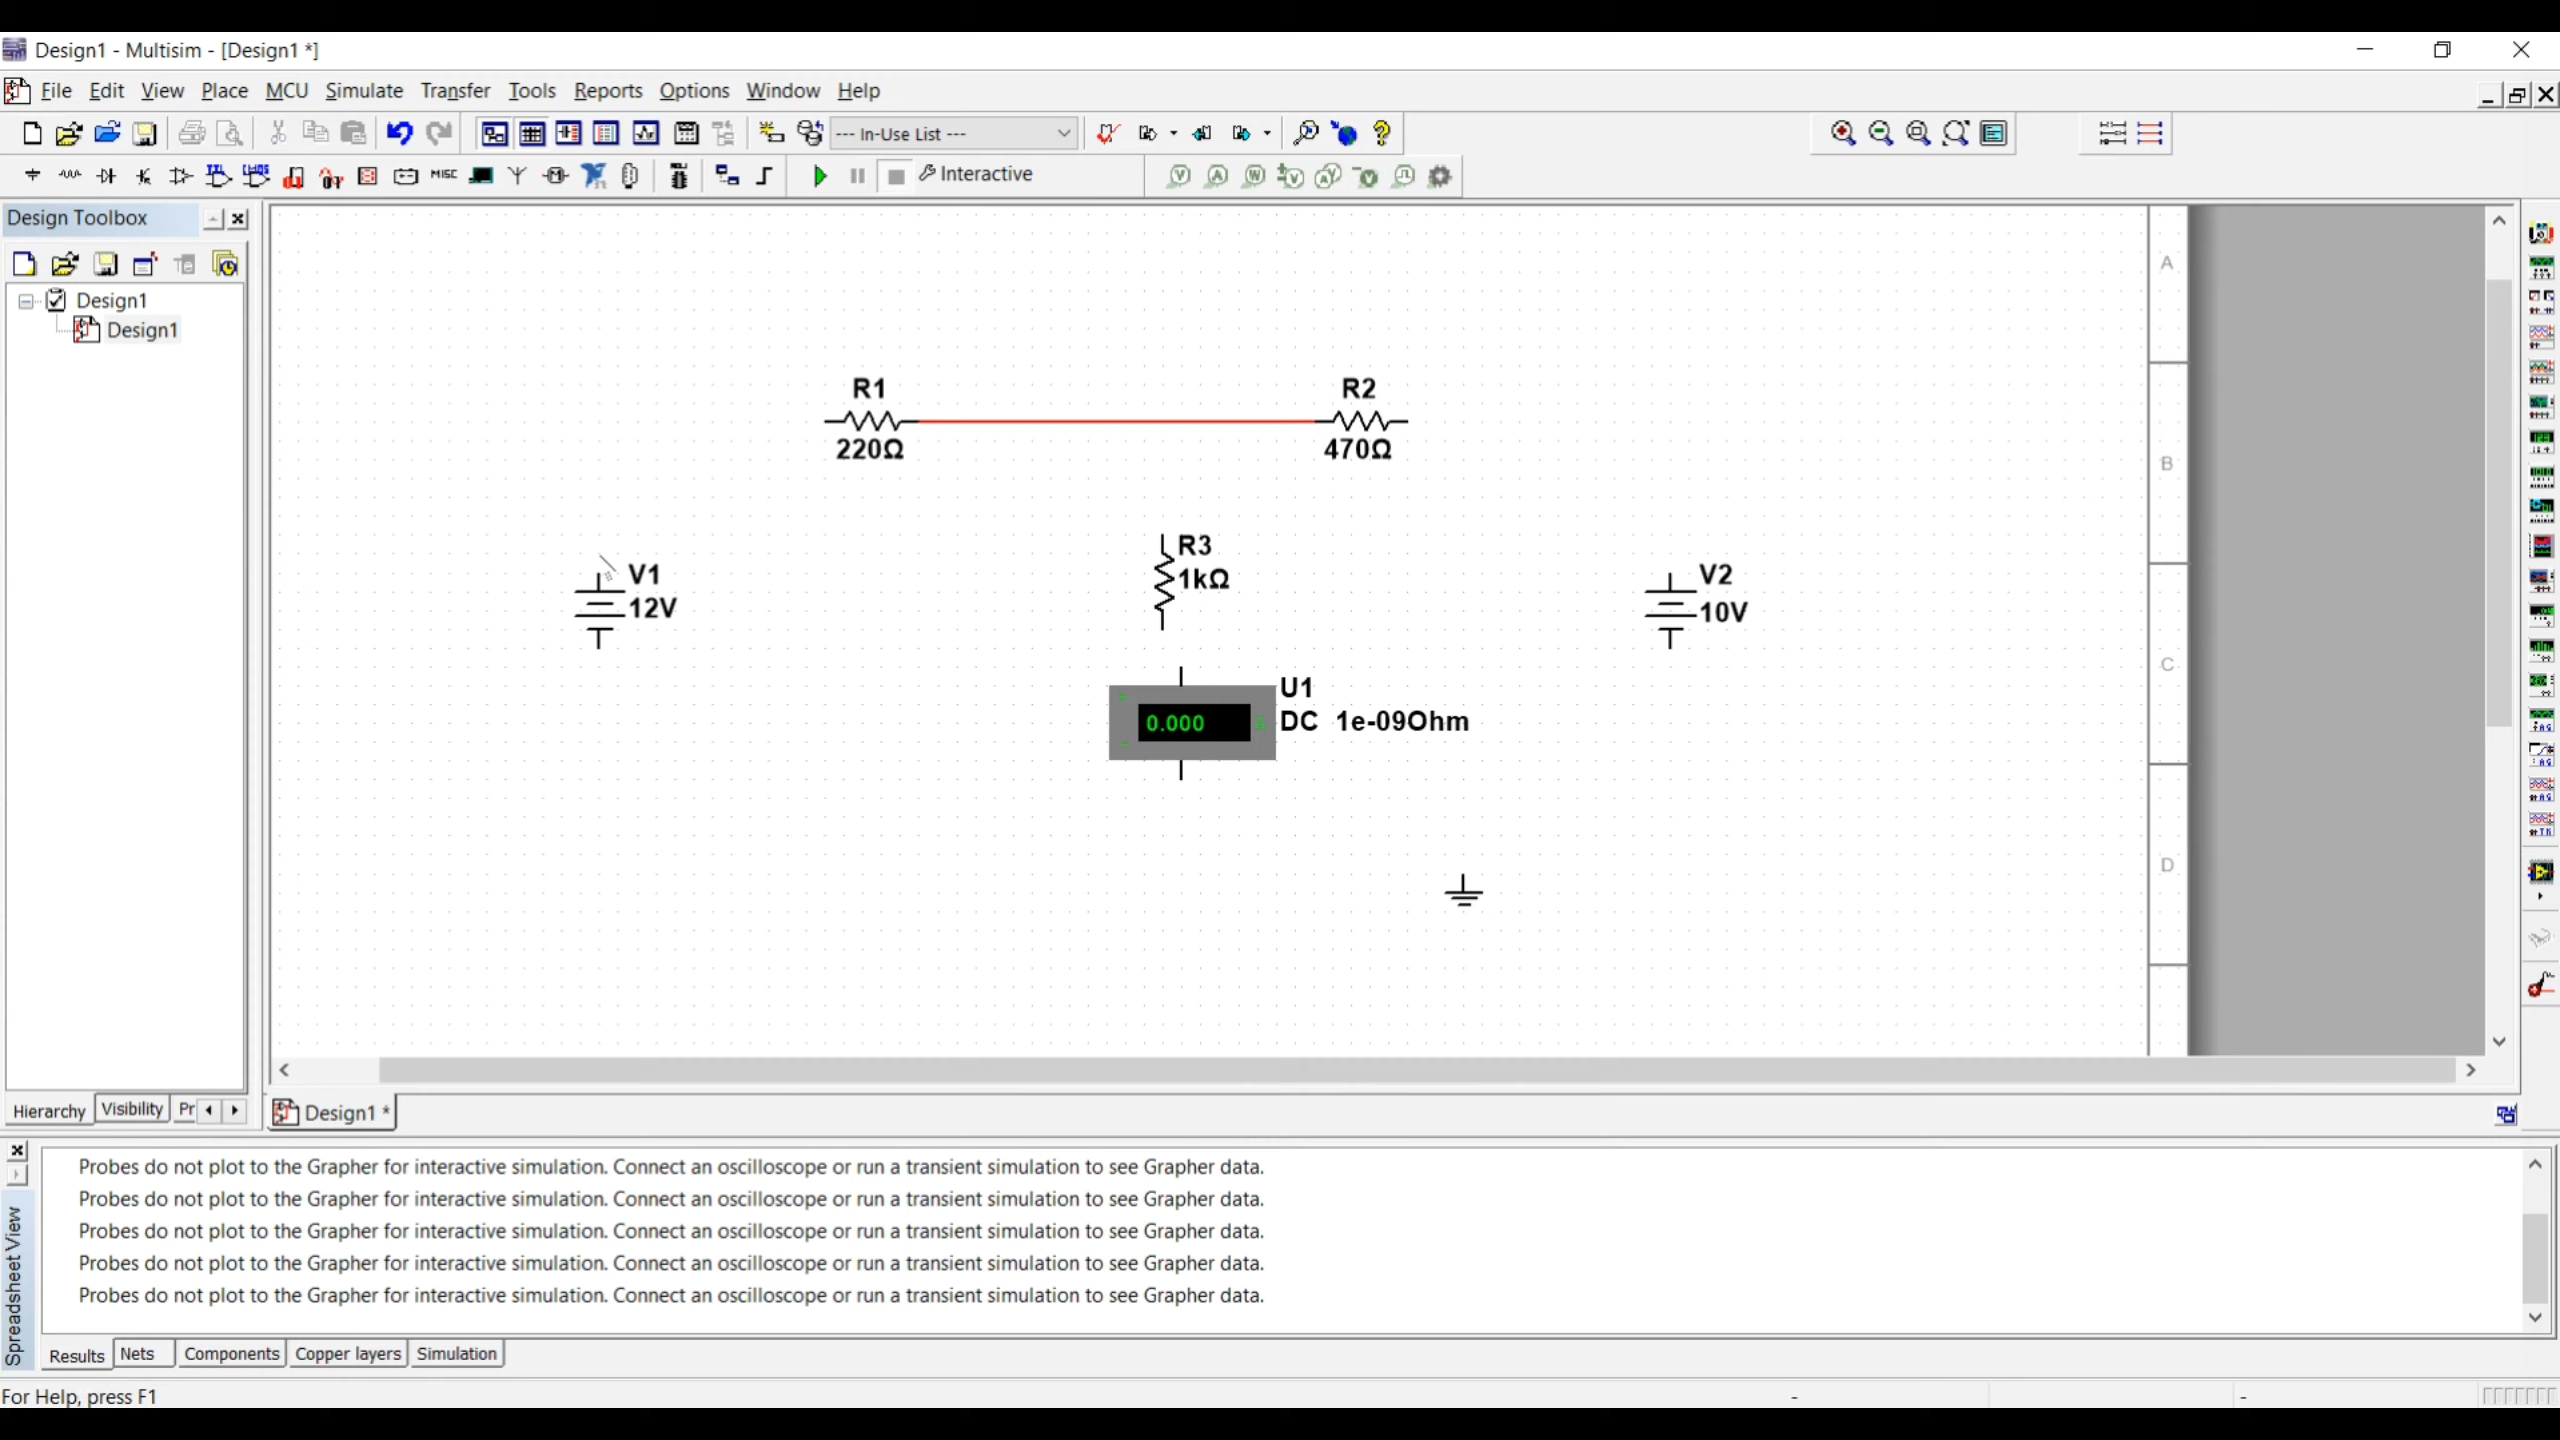 Design1 - Multisim - [Design1 *]
File Edit View Place MCU Simulate Transfer Tools Reports Options Window Help
--- In-Use List ---
MISC Interactive
Design Toolbox
Design1
Design1
A
R1 R2
220Ω 470Ω
B
R3
1kΩ
V1
12V
V2
10V
C
U1
0.000
DC 1e-09Ohm
D
Hierarchy Visibility Pr
Design1 *
Probes do not plot to the Grapher for interactive simulation. Connect an oscilloscope or run a transient simulation to see Grapher data.
Probes do not plot to the Grapher for interactive simulation. Connect an oscilloscope or run a transient simulation to see Grapher data.
Probes do not plot to the Grapher for interactive simulation. Connect an oscilloscope or run a transient simulation to see Grapher data.
Probes do not plot to the Grapher for interactive simulation. Connect an oscilloscope or run a transient simulation to see Grapher data.
Probes do not plot to the Grapher for interactive simulation. Connect an oscilloscope or run a transient simulation to see Grapher data.
Spreadsheet View
Results Nets Components Copper layers Simulation
For Help, press F1 - -